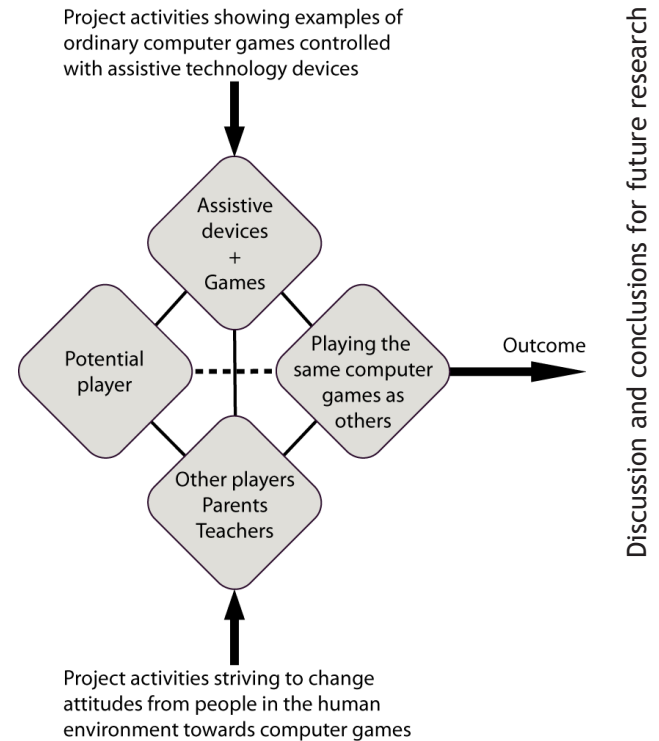 Project activities showing examples of
ordinary computer games controlled
with assistive technology devices
Assistive
devices
+
Games
Potential
player
Playing the
same computer
games as
others
Outcome
Other players
Parents
Teachers
Project activities striving to change
attitudes from people in the human
environment towards computer games
Discussion and conclusions for future research